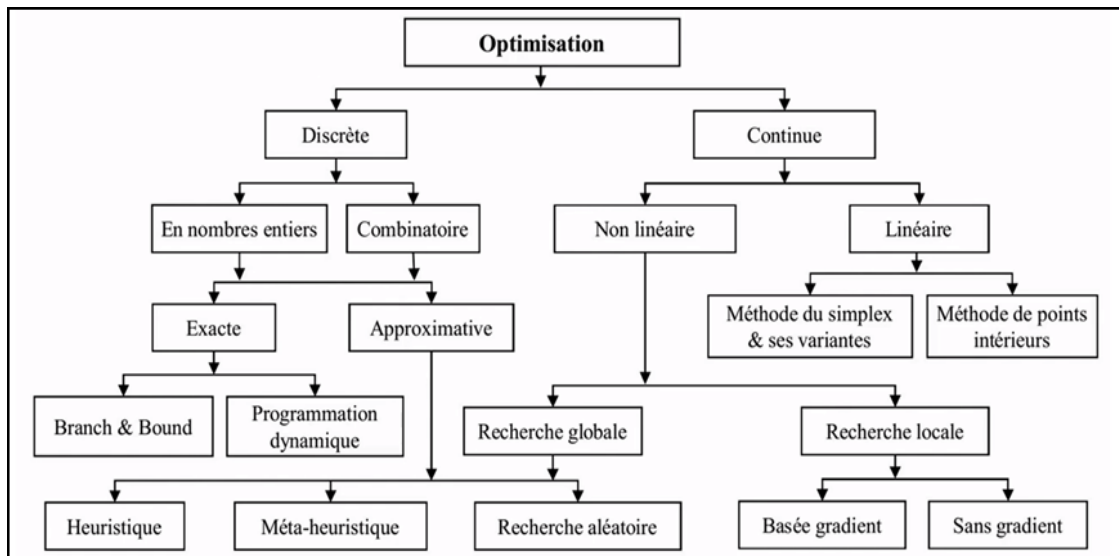 Optimisation
Discrète
Continue
En nombres entiers
Combinatoire
Non linéaire
Linéaire
Exacte
Approximative
Méthode du simplex
& ses variantes
Méthode de points
intérieurs
Branch & Bound
Programmation
dynamique
Recherche globale
Recherche locale
Heuristique
Méta-heuristique
Recherche aléatoire
Basée gradient
Sans gradient